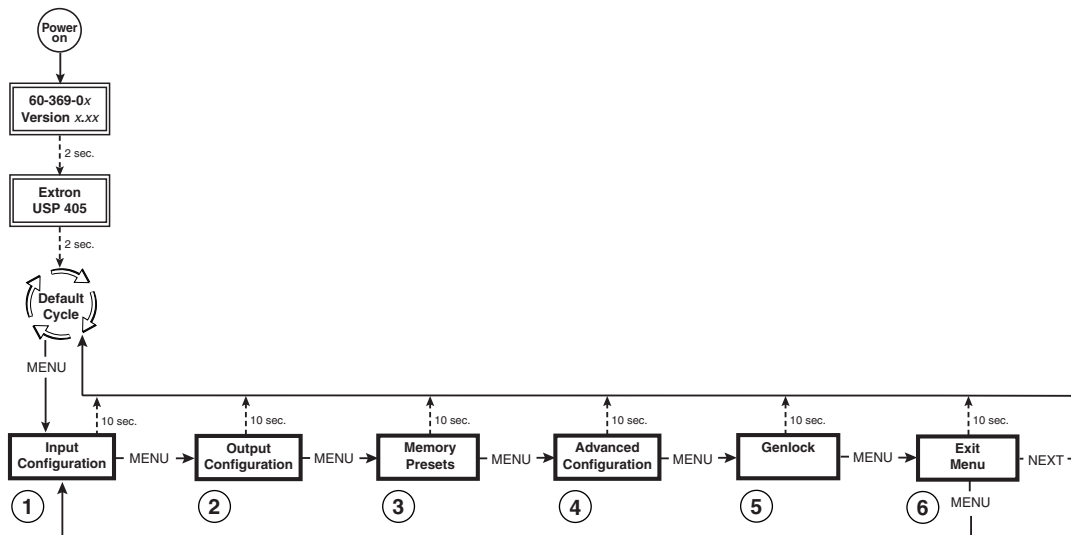 Power
on
60-369-0x
Version x.xx
2 sec.
Extron
USP 405
2 sec.
Default
Cycle
MENU
10 sec.
10 sec.
10 sec.
10 sec.
10 sec.
10 sec.
Input
Configuration
MENU
Output
Configuration
MENU
Memory
Presets
MENU
Advanced
Configuration
MENU
Genlock
MENU
Exit
Menu
NEXT
1
2
3
4
5
6
MENU